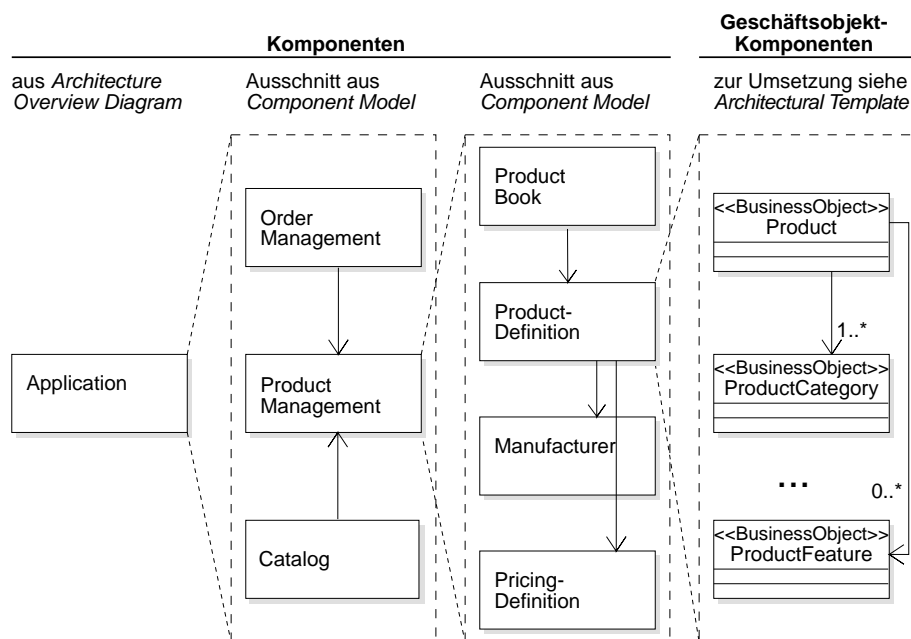 Komponenten
Geschäftsobjekt-
Komponenten
aus Architecture
Overview Diagram
Ausschnitt aus
Component Model
Ausschnitt aus
Component Model
zur Umsetzung siehe
Architectural Template
Application
Order
Management
Product
Management
Catalog
Product
Book
Product-
Definition
Manufacturer
Pricing-
Definition
<<BusinessObject>>
Product
1..*
<<BusinessObject>>
ProductCategory
...
0..*
<<BusinessObject>>
ProductFeature